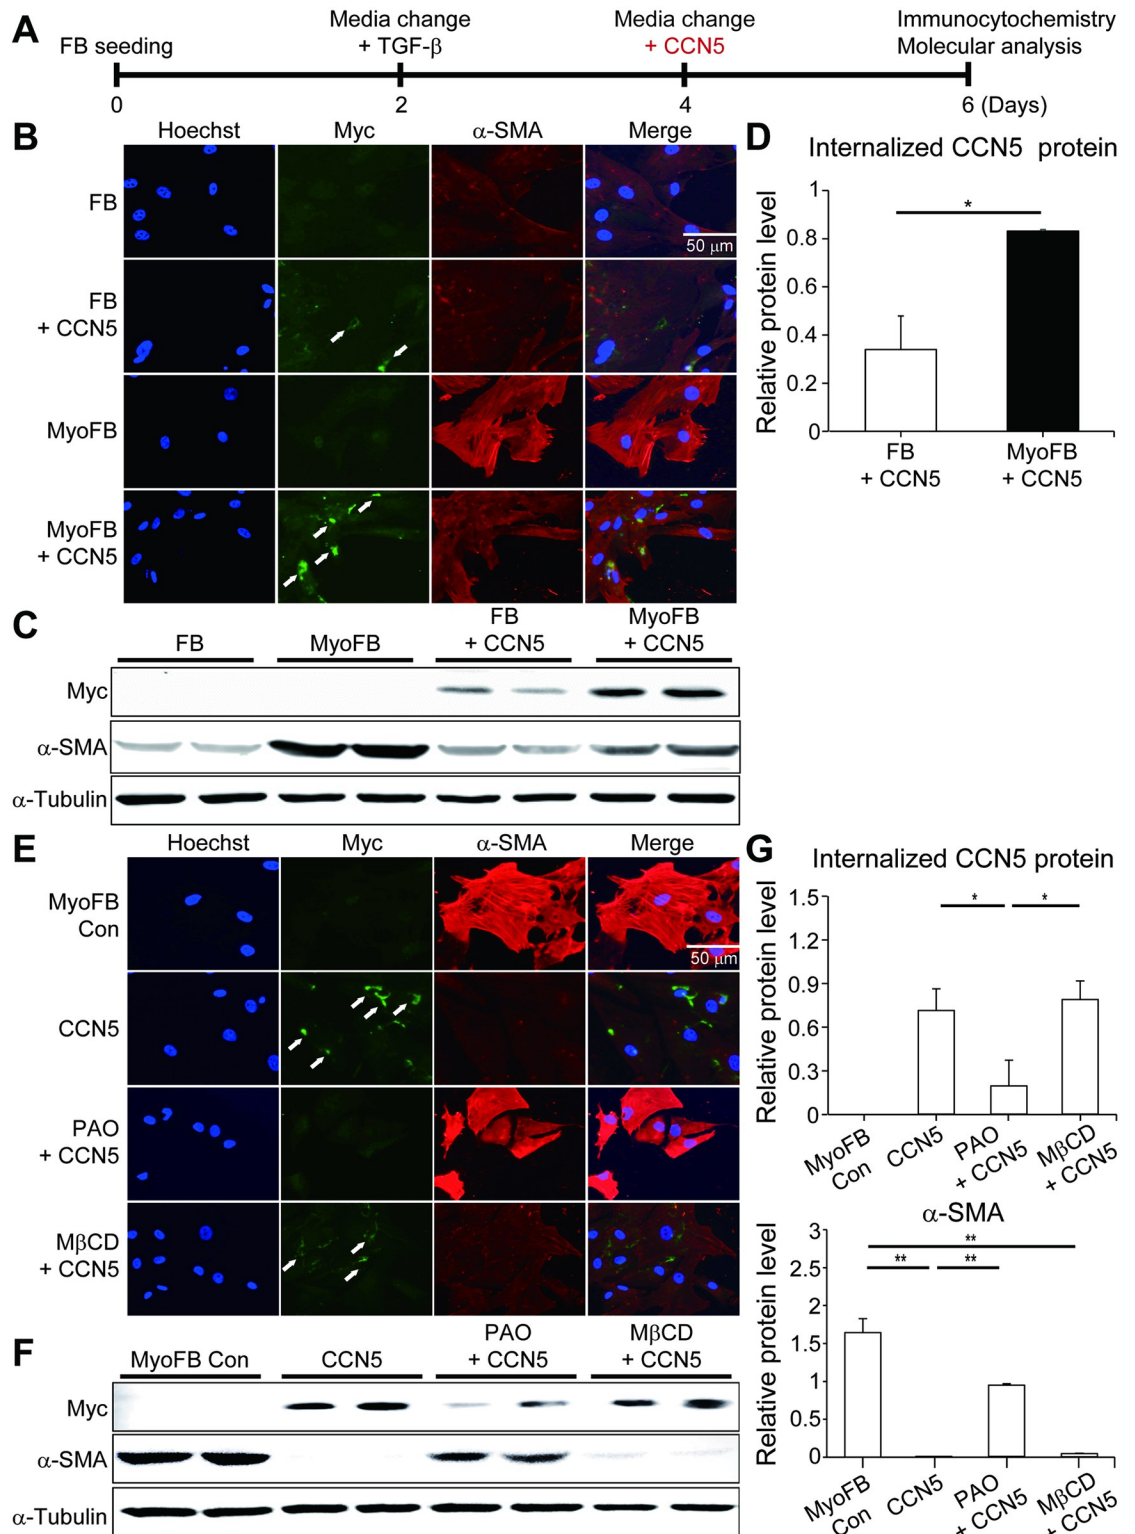 A
FB seeding
Media change
+ TGF-β
Media change
+ CCN5
Immunocytochemistry
Molecular analysis
0
2
4
6 (Days)
B
Hoechst
Myc
α-SMA
Merge
FB
50 μm
FB
+ CCN5
MyoFB
MyoFB
+ CCN5
D
Internalized CCN5 protein
Relative protein level
1
0.8
0.6
0.4
0.2
0
*
FB
+ CCN5
MyoFB
+ CCN5
C
FB
MyoFB
FB
+ CCN5
MyoFB
+ CCN5
Myc
α-SMA
α-Tubulin
E
Hoechst
Myc
α-SMA
Merge
MyoFB
Con
50 μm
CCN5
PAO
+ CCN5
MβCD
+ CCN5
F
MyoFB Con
CCN5
PAO
+ CCN5
MβCD
+ CCN5
Myc
α-SMA
α-Tubulin
G
Internalized CCN5 protein
Relative protein level
1.5
1.2
0.9
0.6
0.3
0
*
*
MyoFB
Con
CCN5
PAO
+ CCN5
MβCD
+ CCN5
α-SMA
Relative protein level
3
2.5
2
1.5
1
0.5
0
**
**
**
MyoFB
Con
CCN5
PAO
+ CCN5
MβCD
+ CCN5